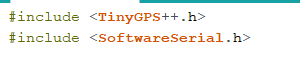 #include <TinyGPS++.h>
#include <SoftwareSerial.h>